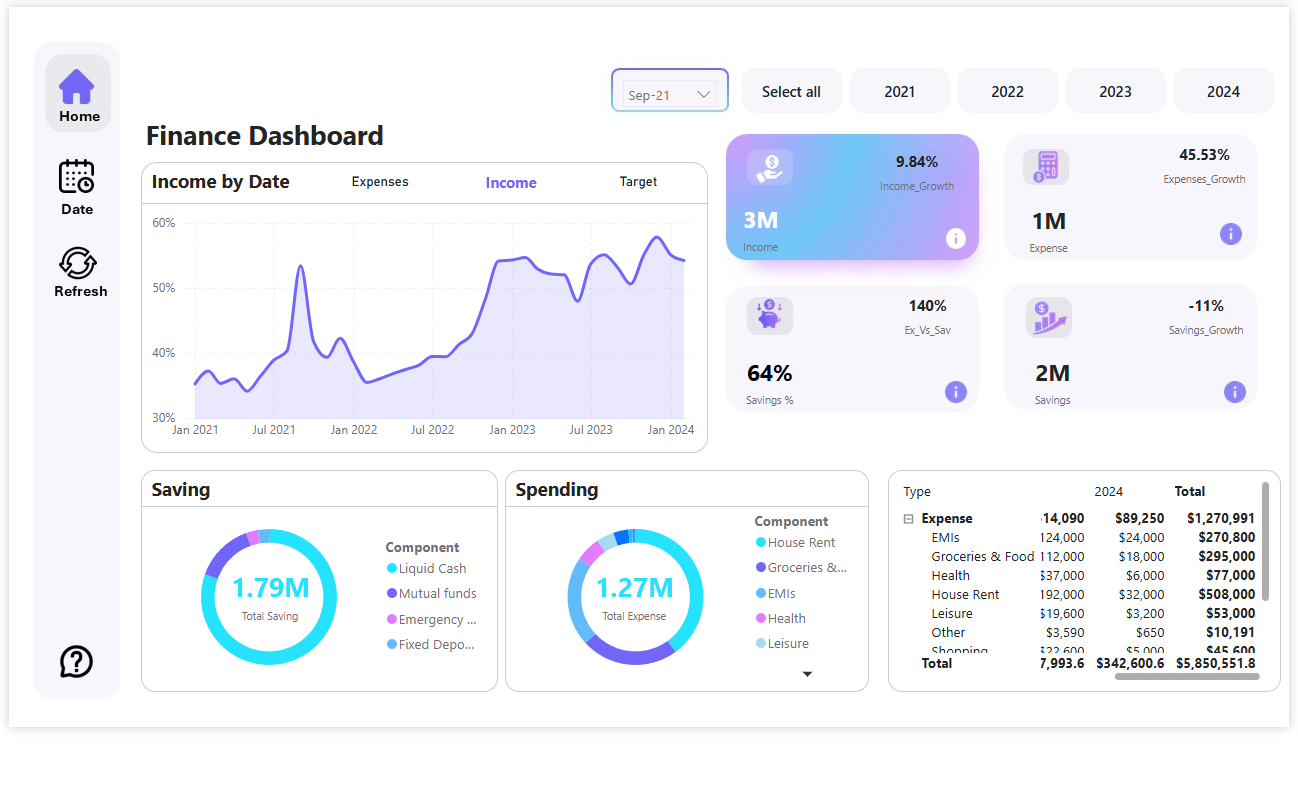 Home
Date
Refresh
Sep-21
Select all
2021
2022
2023
2024
Finance Dashboard
Income by Date
Expenses
Income
Target
60%
50%
40%
30%
Jan 2021
Jul 2021
Jan 2022
Jul 2022
Jan 2023
Jul 2023
Jan 2024
9.84%
Income_Growth
3M
Income
45.53%
Expenses_Growth
1M
Expense
140%
Ex_Vs_Sav
64%
Savings %
-11%
Savings_Growth
2M
Savings
Saving
1.79M
Total Saving
Component
Liquid Cash
Mutual funds
Emergency ...
Fixed Depo...
Spending
1.27M
Total Expense
Component
House Rent
Groceries &...
EMIs
Health
Leisure
Type 2024 Total
Expense 14,090 $89,250 $1,270,991
EMIs 124,000 $24,000 $270,800
Groceries & Food 112,000 $18,000 $295,000
Health $37,000 $6,000 $77,000
House Rent 192,000 $32,000 $508,000
Leisure $19,600 $3,200 $53,000
Other $3,590 $650 $10,191
Shopping $22,600 $5,000 $45,600
Total 7,993.6 $342,600.6 $5,850,551.8